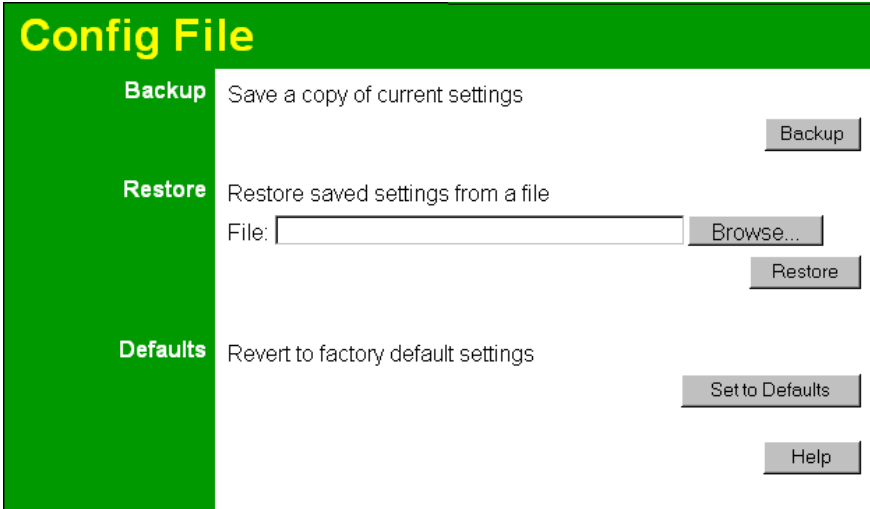 Config File
Backup Save a copy of current settings
Backup
Restore Restore saved settings from a file
File: Browse...
Restore
Defaults Revert to factory default settings
Set to Defaults
Help